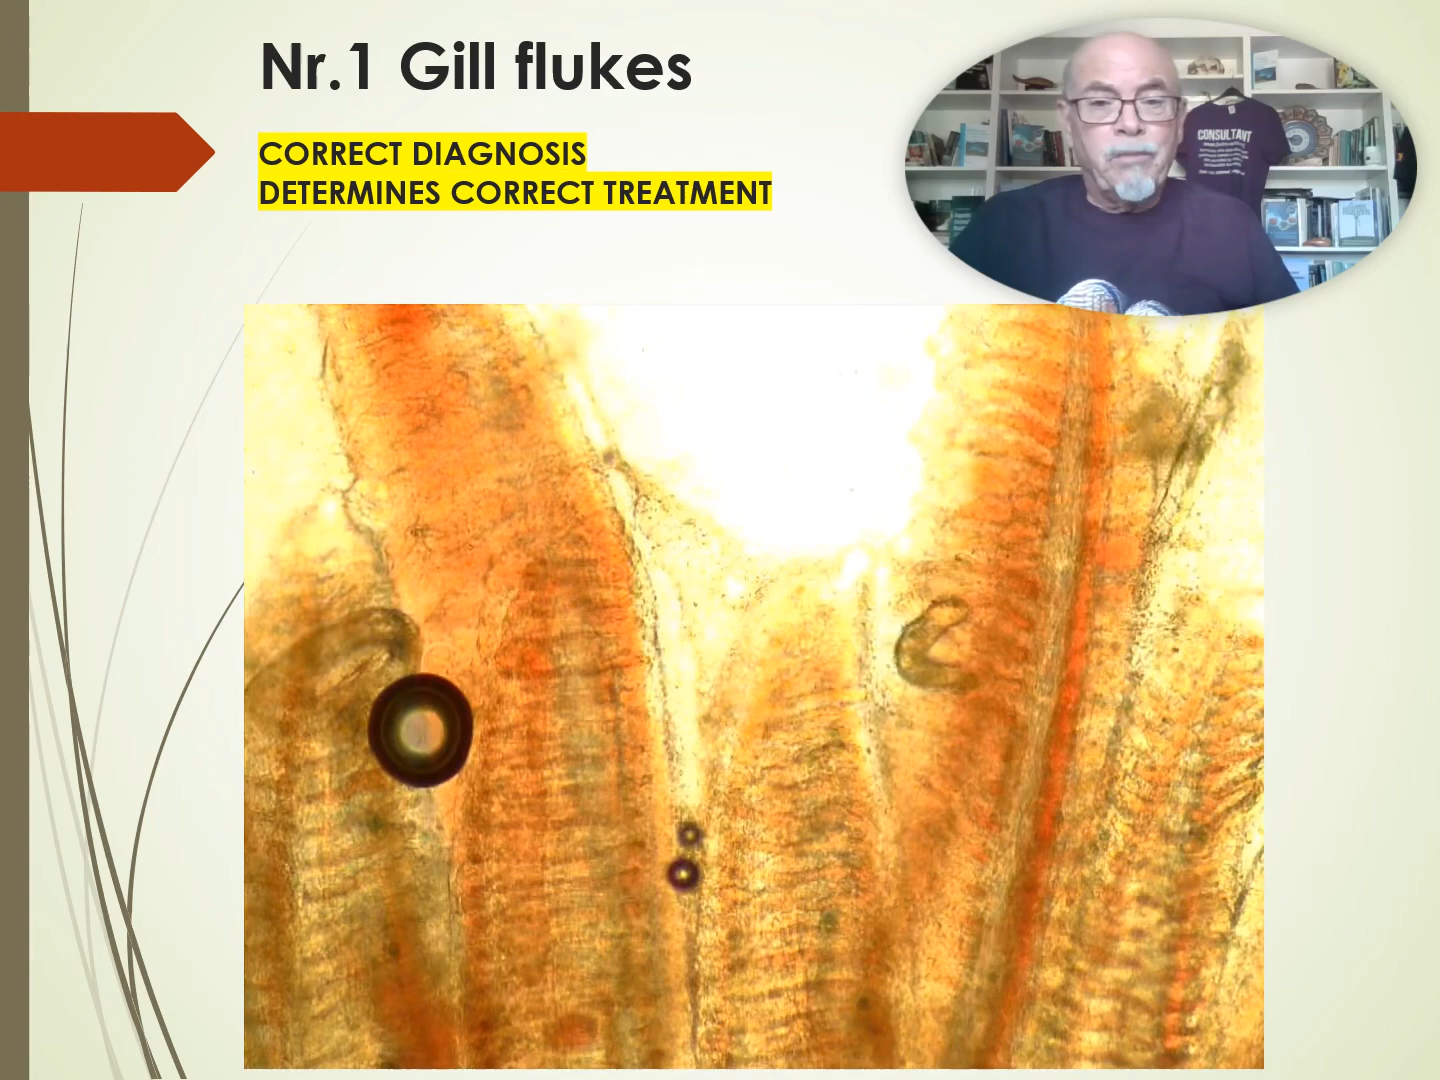 Nr.1 Gill flukes
CORRECT DIAGNOSIS
DETERMINES CORRECT TREATMENT
CONSULTANT